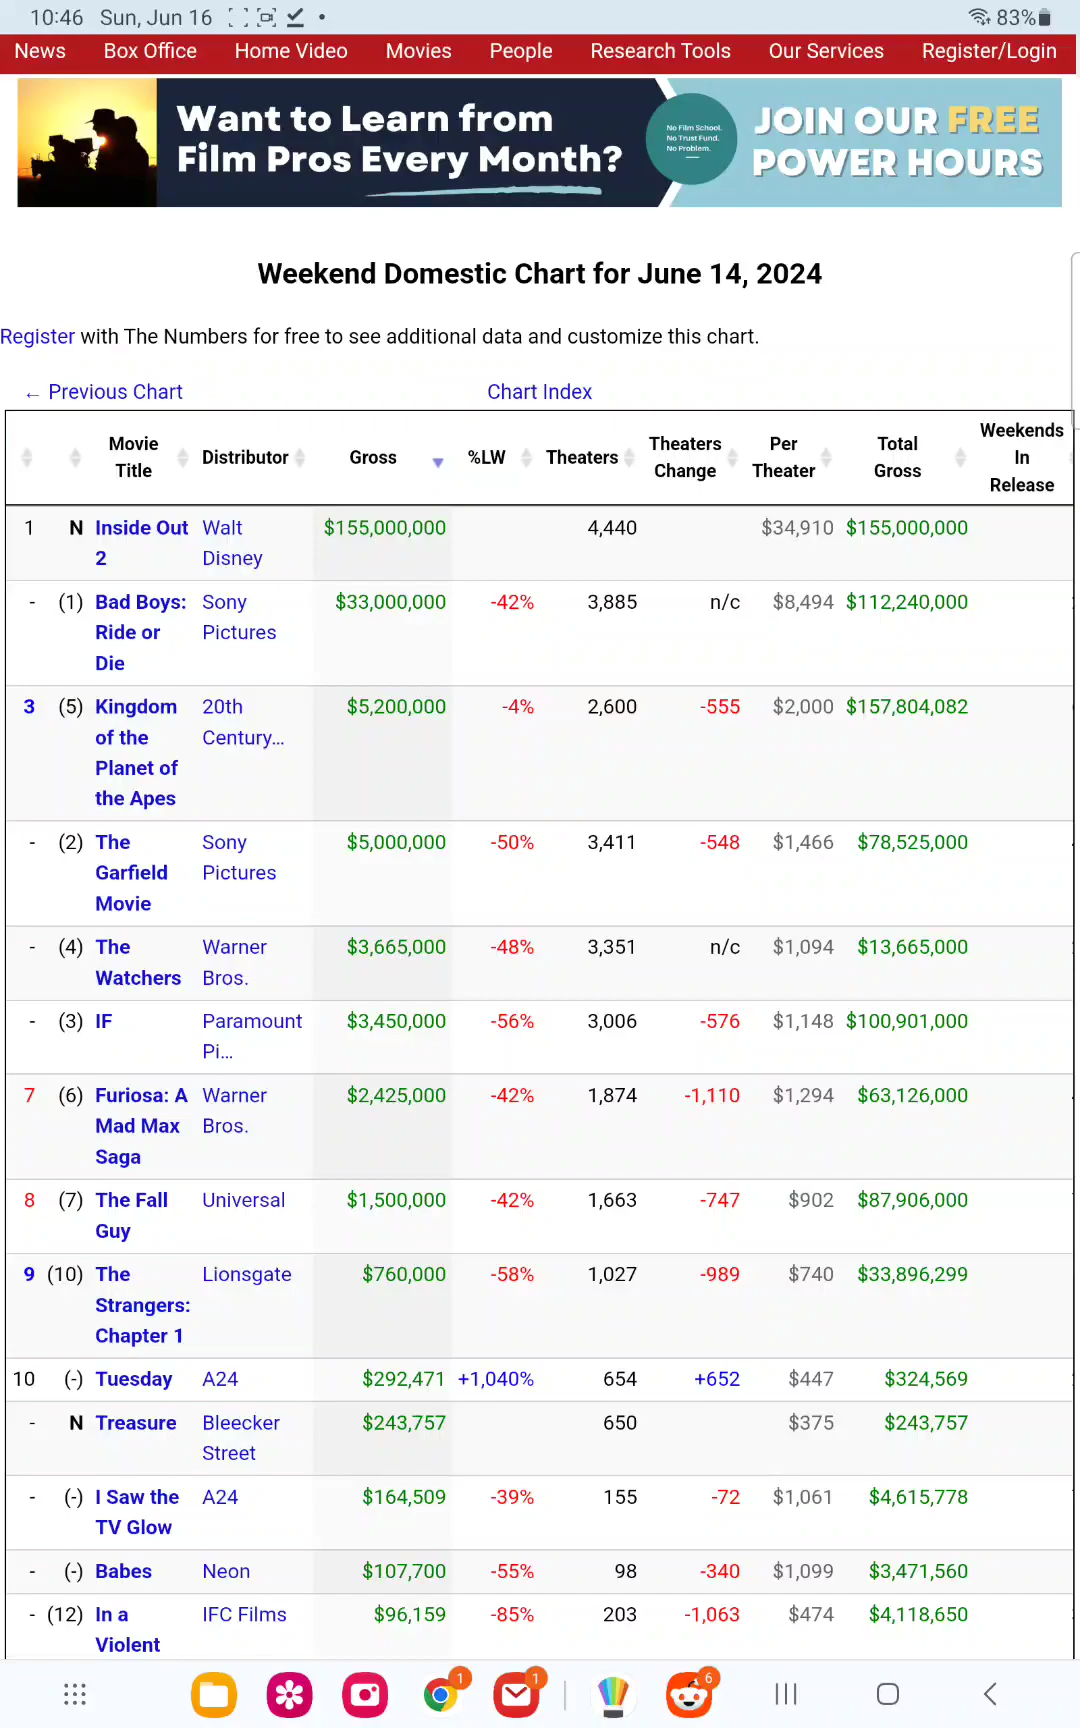 10:46 Sun, Jun 16 83%
News Box Office Home Video Movies People Research Tools Our Services Register/Login
Want to Learn from
Film Pros Every Month?
No Film School.
No Trust Fund.
No Problem.
JOIN OUR FREE
POWER HOURS
Weekend Domestic Chart for June 14, 2024
Register with The Numbers for free to see additional data and customize this chart.
← Previous Chart Chart Index
Movie Title Distributor Gross %LW Theaters Theaters Change Per Theater Total Gross Weekends In Release
1 N Inside Out Walt $155,000,000 4,440 $34,910 $155,000,000
2 Disney
- (1) Bad Boys: Sony $33,000,000 -42% 3,885 n/c $8,494 $112,240,000
Ride or Pictures
Die
3 (5) Kingdom 20th $5,200,000 -4% 2,600 -555 $2,000 $157,804,082
of the Century...
Planet of
the Apes
- (2) The Sony $5,000,000 -50% 3,411 -548 $1,466 $78,525,000
Garfield Pictures
Movie
- (4) The Warner $3,665,000 -48% 3,351 n/c $1,094 $13,665,000
Watchers Bros.
- (3) IF Paramount $3,450,000 -56% 3,006 -576 $1,148 $100,901,000
Pi...
7 (6) Furiosa: A Warner $2,425,000 -42% 1,874 -1,110 $1,294 $63,126,000
Mad Max Bros.
Saga
8 (7) The Fall Universal $1,500,000 -42% 1,663 -747 $902 $87,906,000
Guy
9 (10) The Lionsgate $760,000 -58% 1,027 -989 $740 $33,896,299
Strangers:
Chapter 1
10 (-) Tuesday A24 $292,471 +1,040% 654 +652 $447 $324,569
- N Treasure Bleecker $243,757 650 $375 $243,757
Street
- (-) I Saw the A24 $164,509 -39% 155 -72 $1,061 $4,615,778
TV Glow
- (-) Babes Neon $107,700 -55% 98 -340 $1,099 $3,471,560
- (12) In a IFC Films $96,159 -85% 203 -1,063 $474 $4,118,650
Violent
1 1 6